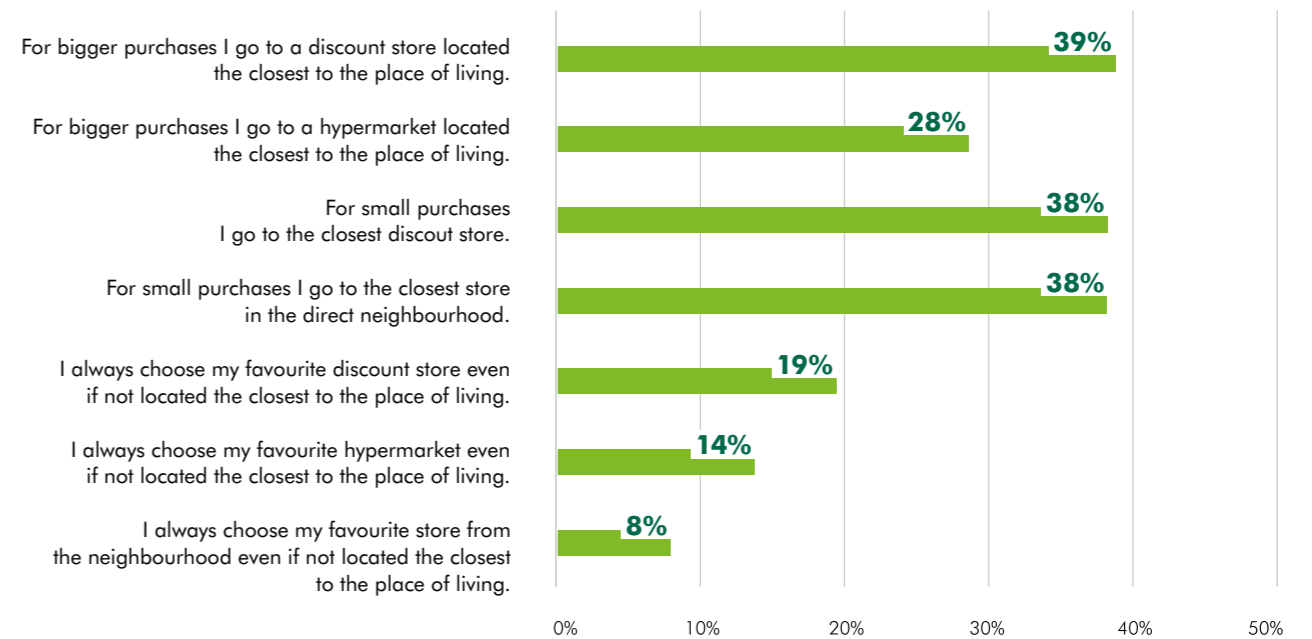 For bigger purchases I go to a discount store located
the closest to the place of living.
39%
For bigger purchases I go to a hypermarket located
the closest to the place of living.
28%
For small purchases
I go to the closest discout store.
38%
For small purchases I go to the closest store
in the direct neighbourhood.
38%
I always choose my favourite discount store even
if not located the closest to the place of living.
19%
I always choose my favourite hypermarket even
if not located the closest to the place of living.
14%
I always choose my favourite store from
the neighbourhood even if not located the closest
to the place of living.
8%
0% 10% 20% 30% 40% 50%